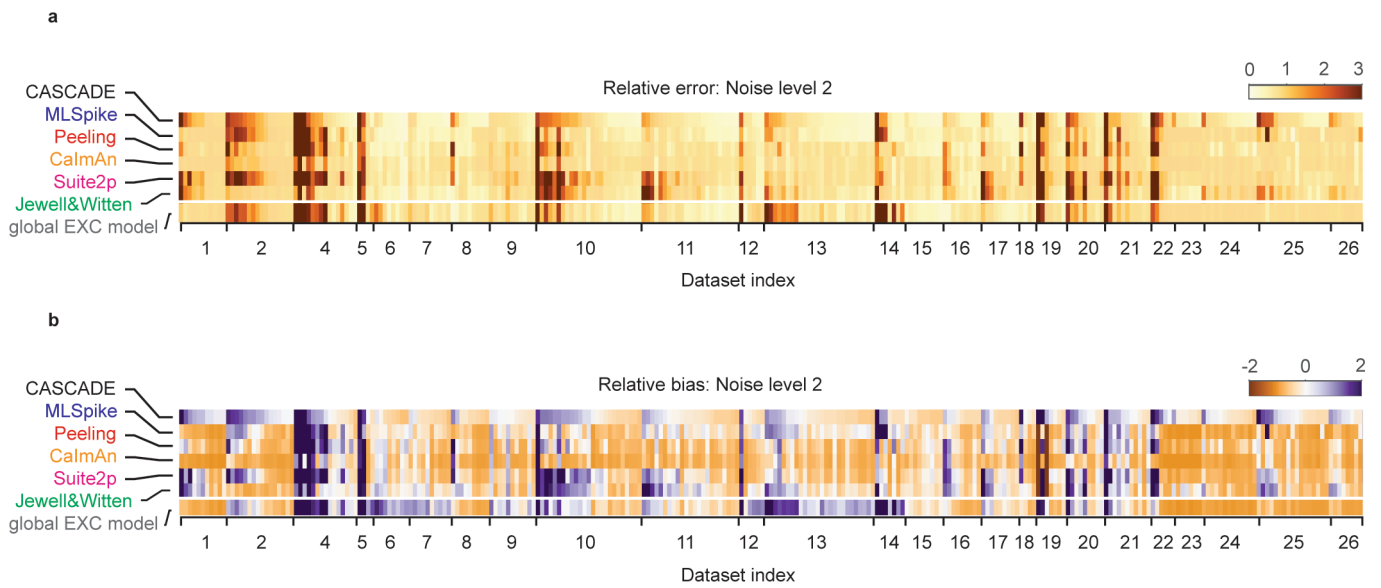 a
Relative error: Noise level 2
0 1 2 3
CASCADE
MLSpike
Peeling
CaImAn
Suite2p
Jewell&Witten
global EXC model
1 2 4 5 6 7 8 9 10 11 12 13 14 15 16 17 18 19 20 21 22 23 24 25 26
Dataset index
b
Relative bias: Noise level 2
-2 0 2
CASCADE
MLSpike
Peeling
CaImAn
Suite2p
Jewell&Witten
global EXC model
1 2 4 5 6 7 8 9 10 11 12 13 14 15 16 17 18 19 20 21 22 23 24 25 26
Dataset index